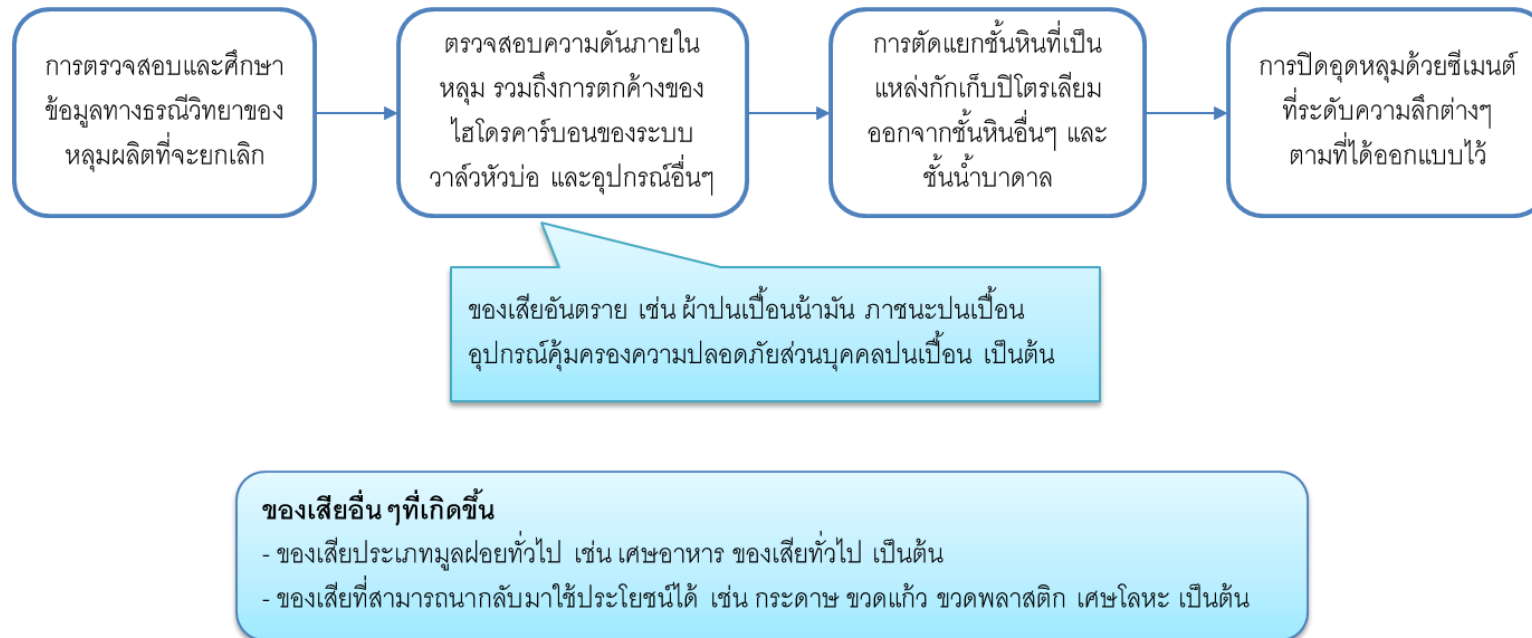 การตรวจสอบและศึกษา
ข้อมูลทางธรณีวิทยาของ
หลุมผลิตที่จะยกเลิก
ตรวจสอบความดันภายใน
หลุม รวมถึงการตกค้างของ
ไฮโดรคาร์บอนของระบบ
วาล์วหัวบ่อ และอุปกรณ์อื่นๆ
การตัดแยกชั้นหินที่เป็น
แหล่งกักเก็บปิโตรเลียม
ออกจากชั้นหินอื่นๆ และ
ชั้นน้ำบาดาล
การปิดอุดหลุมด้วยซีเมนต์
ที่ระดับความลึกต่างๆ
ตามที่ได้ออกแบบไว้
ของเสียอันตราย เช่น ผ้าปนเปื้อนน้ามัน ภาชนะปนเปื้อน
อุปกรณ์คุ้มครองความปลอดภัยส่วนบุคคลปนเปื้อน เป็นต้น
ของเสียอื่น ๆที่เกิดขึ้น
- ของเสียประเภทมูลฝอยทั่วไป เช่น เศษอาหาร ของเสียทั่วไป เป็นต้น
- ของเสียที่สามารถนากลับมาใช้ประโยชน์ได้ เช่น กระดาษ ขวดแก้ว ขวดพลาสติก เศษโลหะ เป็นต้น